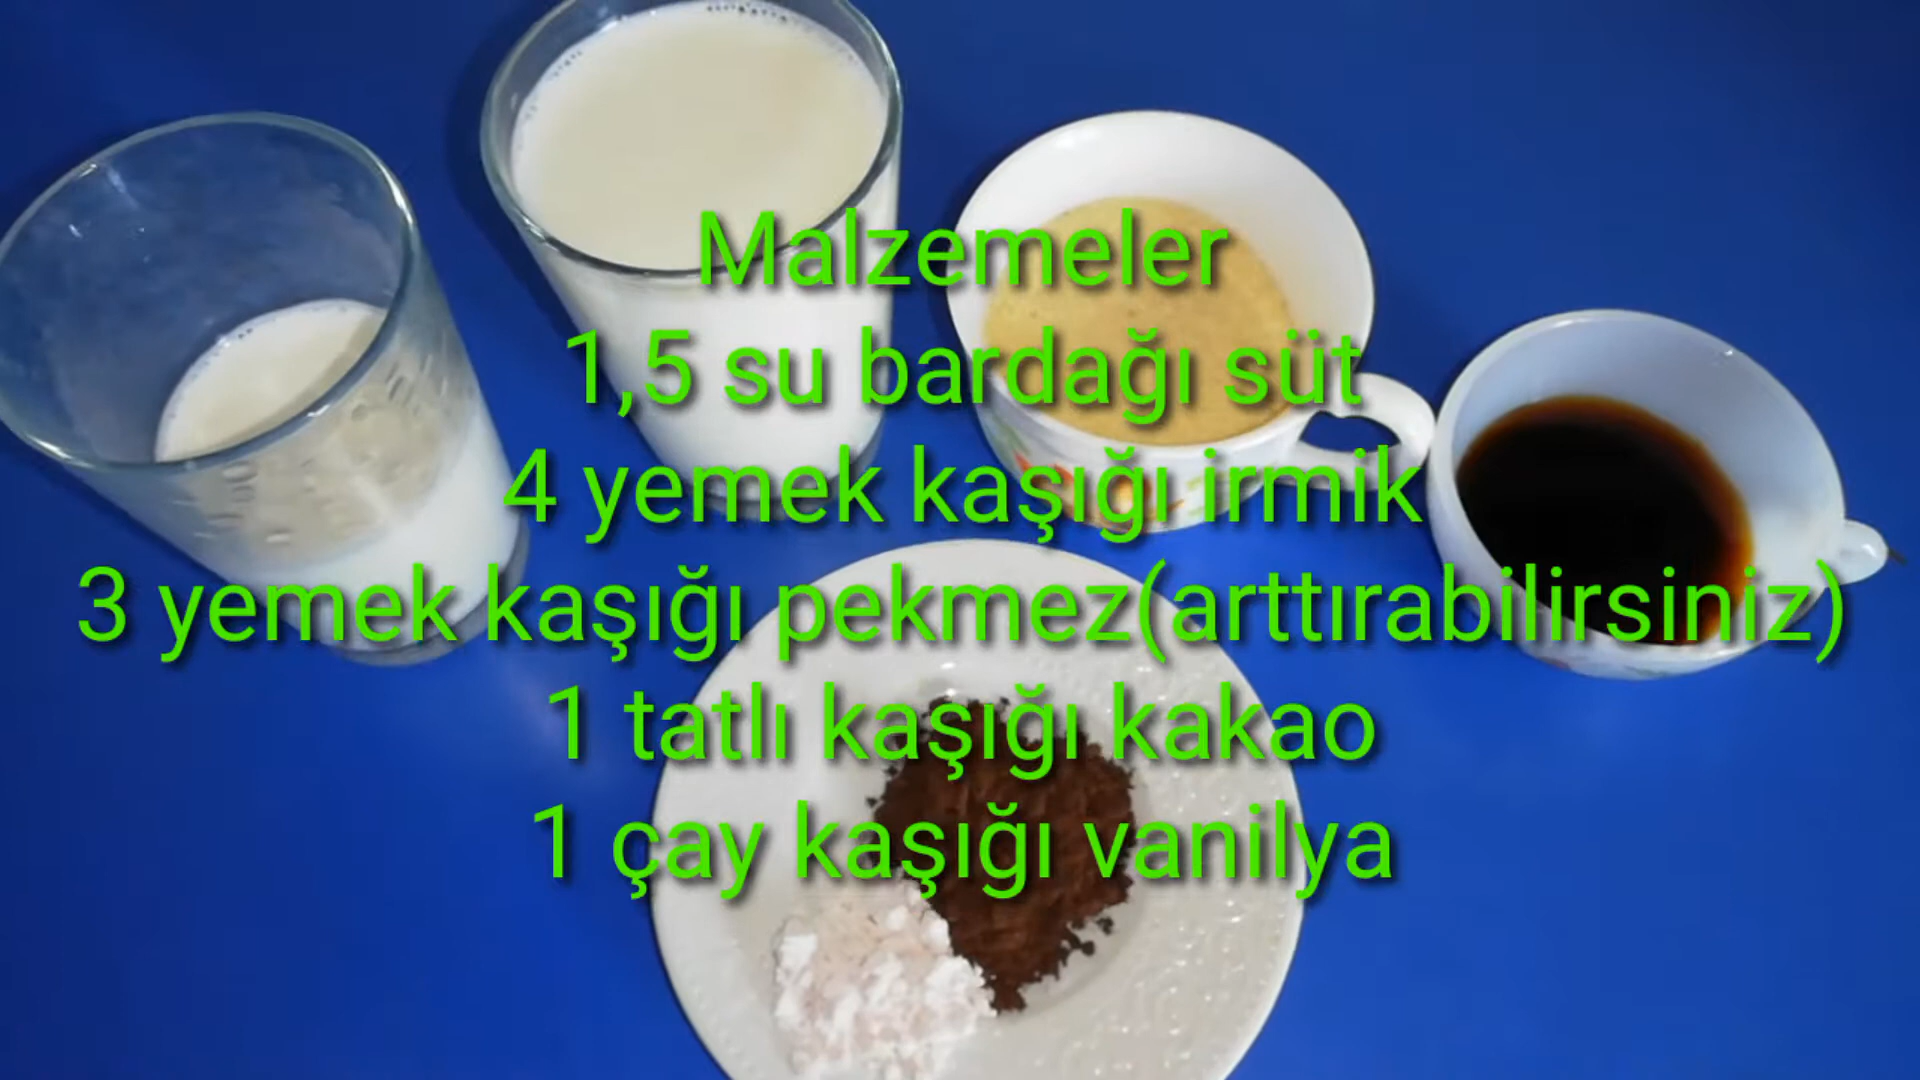 Malzemeler
1,5 su bardağı süt
4 yemek kaşığı irmik
3 yemek kaşığı pekmez(arttırabilirsiniz)
1 tatlı kaşığı kakao
1 çay kaşığı vanilya